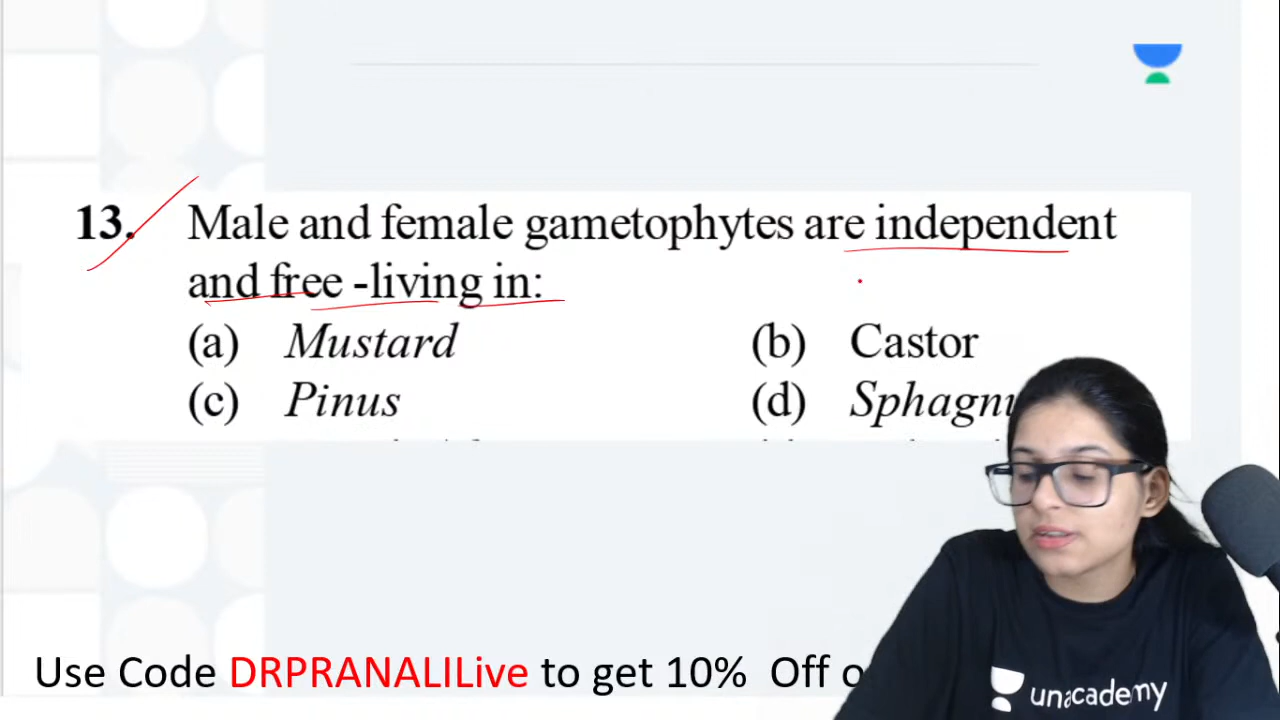 13. Male and female gametophytes are independent
and free -living in:
(a) Mustard (b) Castor
(c) Pinus (d)
Use Code DRPRANALILive to get 10% Off
unacademy